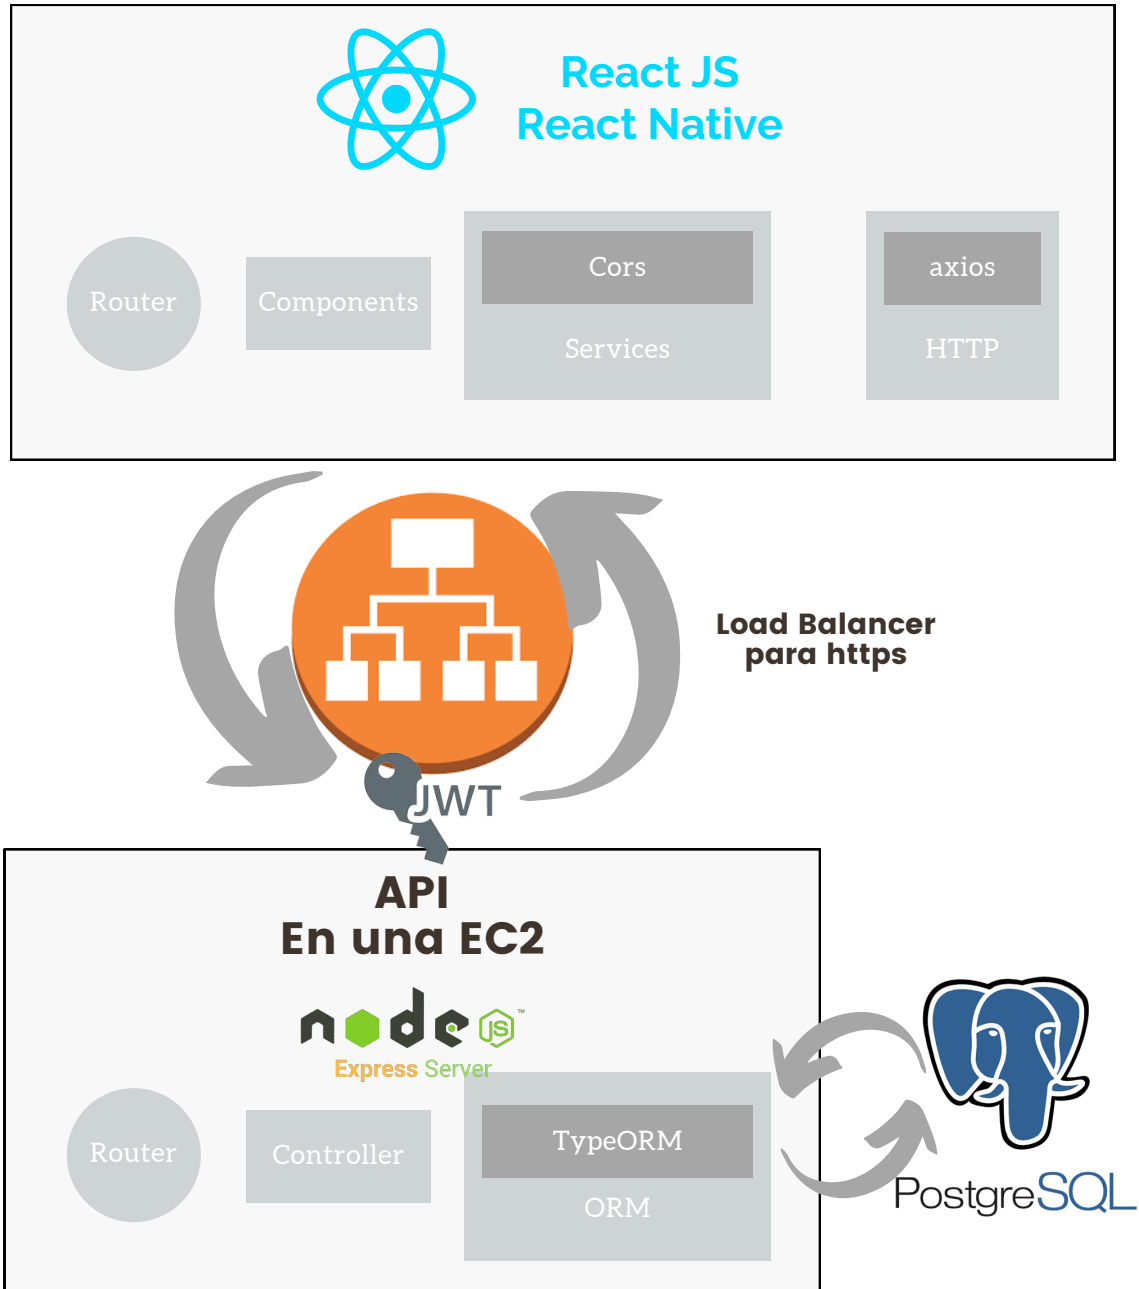 React JS
React Native
Router
Components
Cors
Services
axios
HTTP
Load Balancer
para https
JWT
API
En una EC2
node JS™
Express Server
Router
Controller
TypeORM
ORM
PostgreSQL